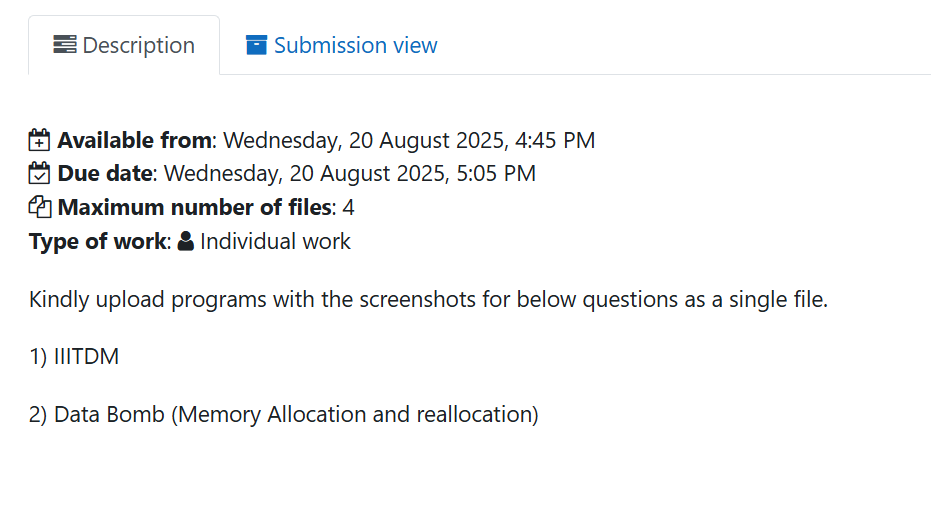 Description
Submission view
Available from: Wednesday, 20 August 2025, 4:45 PM
Due date: Wednesday, 20 August 2025, 5:05 PM
Maximum number of files: 4
Type of work: Individual work
Kindly upload programs with the screenshots for below questions as a single file.
1) IIITDM
2) Data Bomb (Memory Allocation and reallocation)